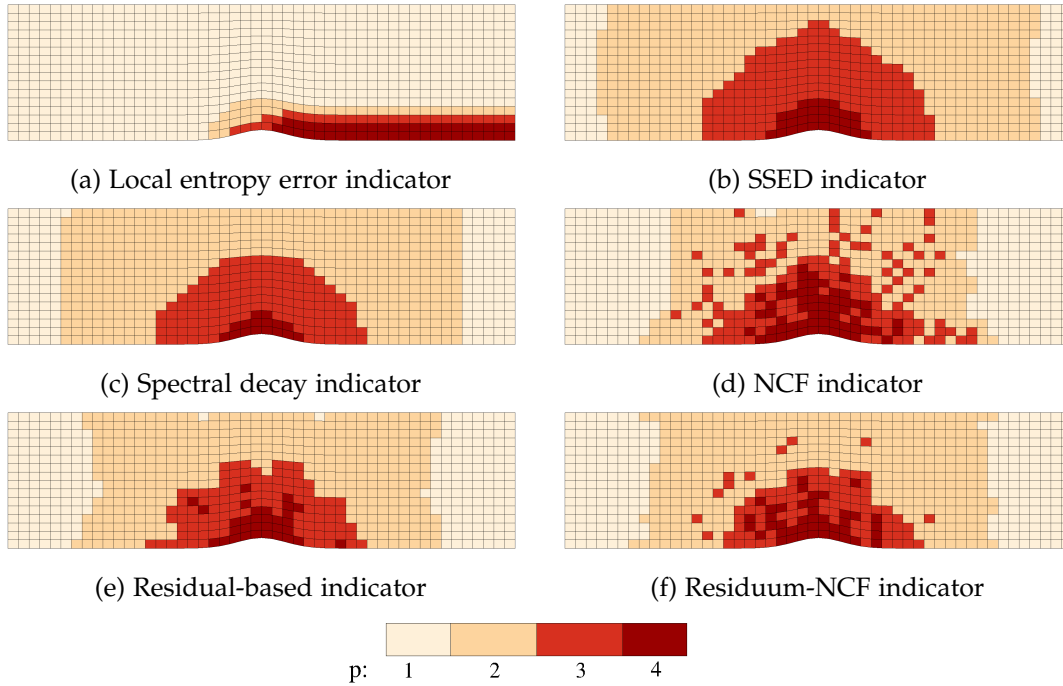 (a) Local entropy error indicator
(b) SSED indicator
(c) Spectral decay indicator
(d) NCF indicator
(e) Residual-based indicator
(f) Residuum-NCF indicator
p: 1 2 3 4